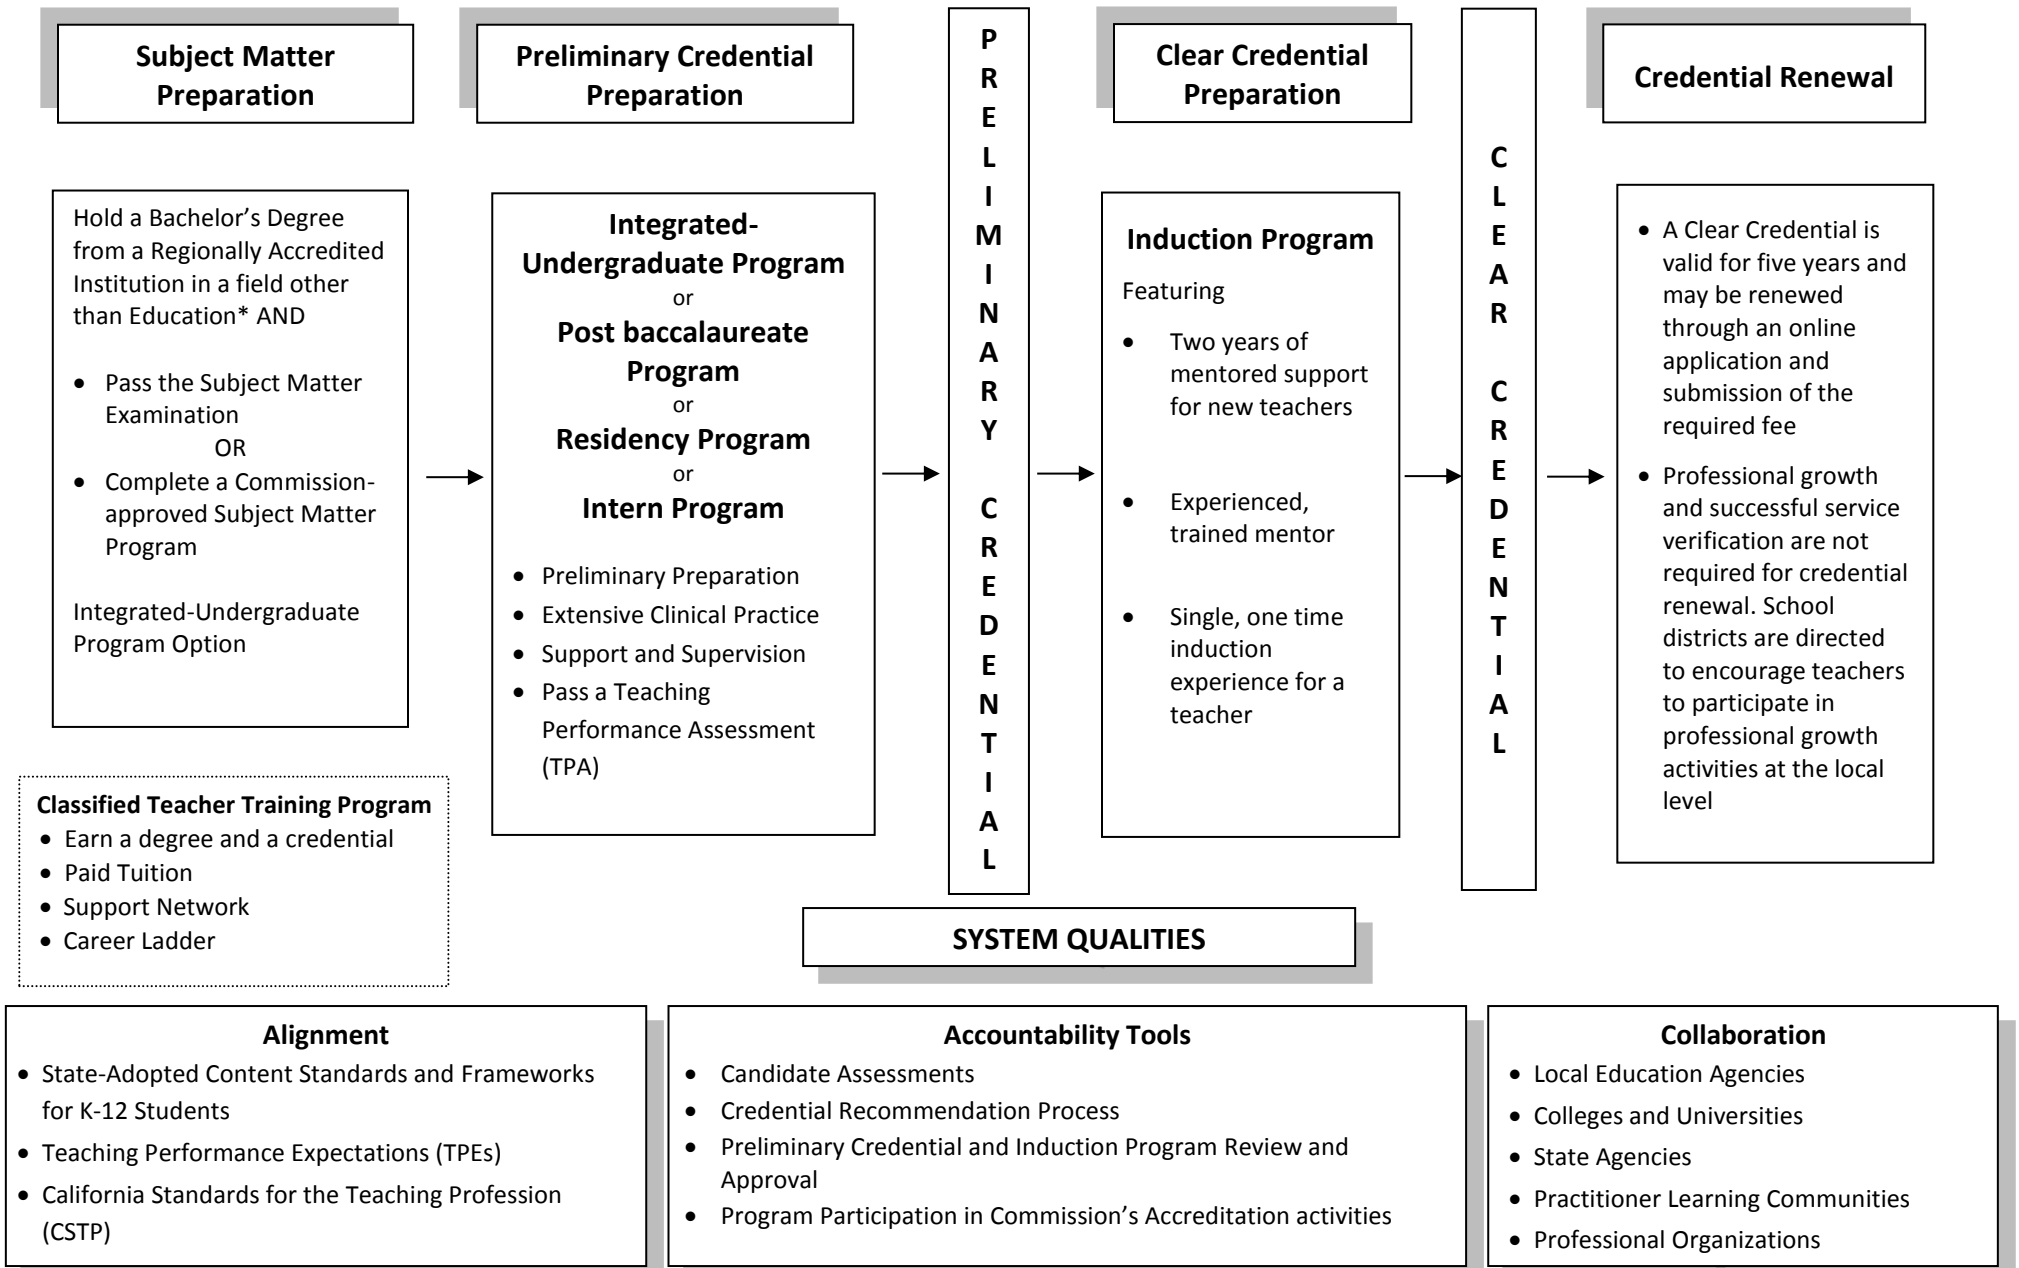 Subject Matter
Preparation
Preliminary Credential
Preparation
PRELIMINARY CREDENTIAL
Clear Credential
Preparation
CLEAR CREDENTIAL
Credential Renewal
Hold a Bachelor’s Degree
from a Regionally Accredited
Institution in a field other
than Education* AND
• Pass the Subject Matter
Examination
OR
• Complete a Commission-
approved Subject Matter
Program
Integrated-Undergraduate
Program Option
Integrated-
Undergraduate Program
or
Post baccalaureate
Program
or
Residency Program
or
Intern Program
• Preliminary Preparation
• Extensive Clinical Practice
• Support and Supervision
• Pass a Teaching
Performance Assessment
(TPA)
Induction Program
Featuring
• Two years of
mentored support
for new teachers
• Experienced,
trained mentor
• Single, one time
induction
experience for a
teacher
• A Clear Credential is
valid for five years and
may be renewed
through an online
application and
submission of the
required fee
• Professional growth
and successful service
verification are not
required for credential
renewal. School
districts are directed
to encourage teachers
to participate in
professional growth
activities at the local
level
Classified Teacher Training Program
• Earn a degree and a credential
• Paid Tuition
• Support Network
• Career Ladder
SYSTEM QUALITIES
Alignment
• State-Adopted Content Standards and Frameworks
for K-12 Students
• Teaching Performance Expectations (TPEs)
• California Standards for the Teaching Profession
(CSTP)
Accountability Tools
• Candidate Assessments
• Credential Recommendation Process
• Preliminary Credential and Induction Program Review and
Approval
• Program Participation in Commission’s Accreditation activities
Collaboration
• Local Education Agencies
• Colleges and Universities
• State Agencies
• Practitioner Learning Communities
• Professional Organizations